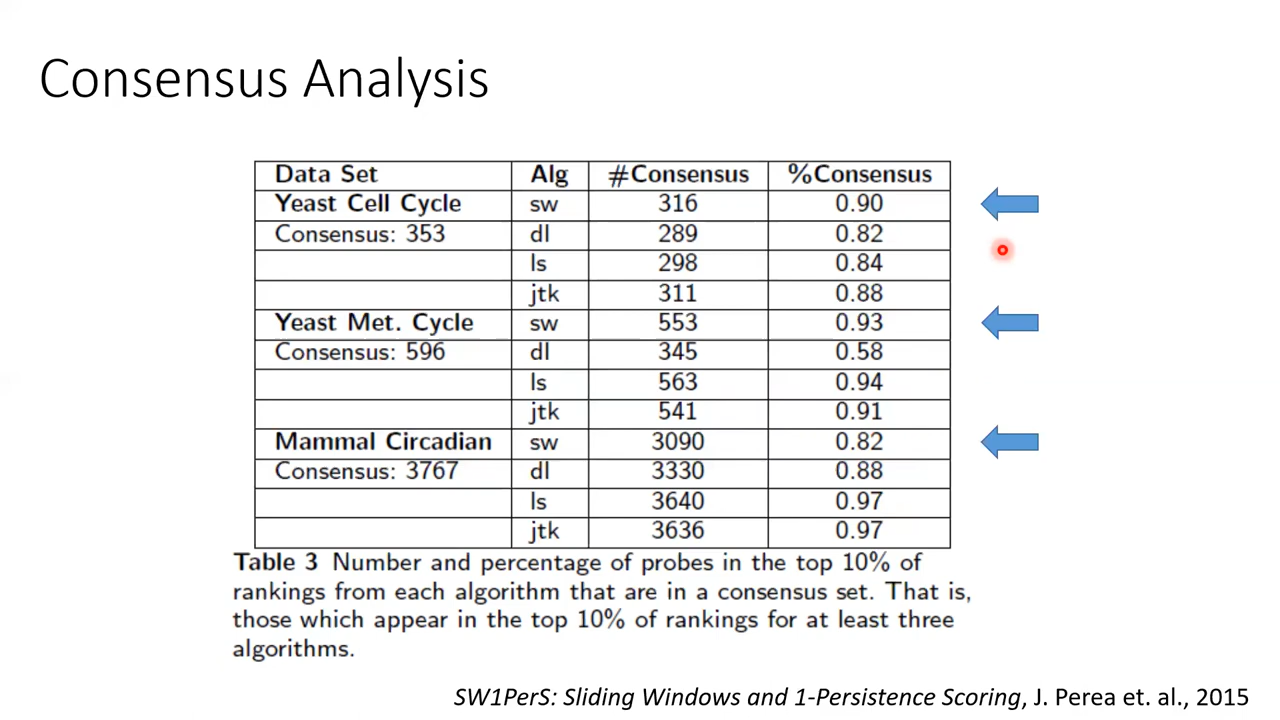 Consensus Analysis
Data Set Alg #Consensus %Consensus
Yeast Cell Cycle sw 316 0.90
Consensus: 353 dl 289 0.82
ls 298 0.84
jtk 311 0.88
Yeast Met. Cycle sw 553 0.93
Consensus: 596 dl 345 0.58
ls 563 0.94
jtk 541 0.91
Mammal Circadian sw 3090 0.82
Consensus: 3767 dl 3330 0.88
ls 3640 0.97
jtk 3636 0.97
Table 3 Number and percentage of probes in the top 10% of
rankings from each algorithm that are in a consensus set. That is,
those which appear in the top 10% of rankings for at least three
algorithms.
SW1PerS: Sliding Windows and 1-Persistence Scoring, J. Perea et. al., 2015